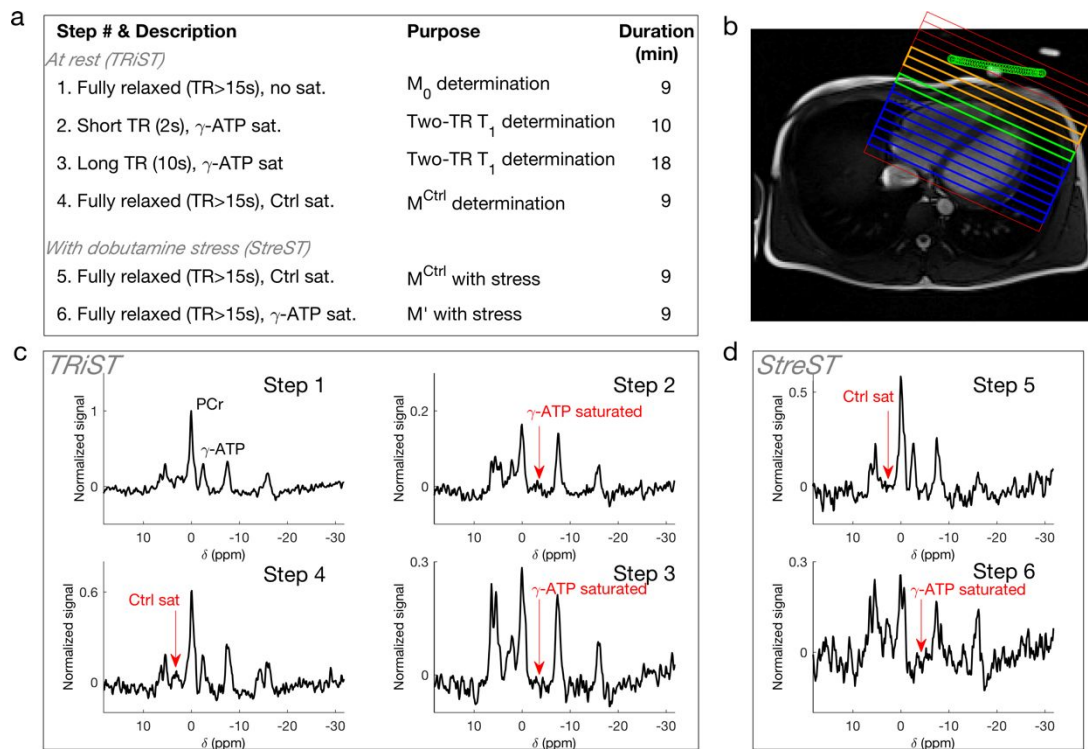 a
Step # & Description Purpose Duration (min)
At rest (TRiST)
1. Fully relaxed (TR>15s), no sat. M0 determination 9
2. Short TR (2s), γ-ATP sat. Two-TR T1 determination 10
3. Long TR (10s), γ-ATP sat Two-TR T1 determination 18
4. Fully relaxed (TR>15s), Ctrl sat. MCtrl determination 9
With dobutamine stress (StreST)
5. Fully relaxed (TR>15s), Ctrl sat. MCtrl with stress 9
6. Fully relaxed (TR>15s), γ-ATP sat. M' with stress 9
b
c
TRiST
Step 1
Normalized signal
1
0
PCr
γ-ATP
10 0 -10 -20 -30
δ (ppm)
Step 2
Normalized signal
0.2
0
γ-ATP saturated
10 0 -10 -20 -30
δ (ppm)
Step 4
Normalized signal
0.6
0
Ctrl sat
10 0 -10 -20 -30
δ (ppm)
Step 3
Normalized signal
0.3
0
γ-ATP saturated
10 0 -10 -20 -30
δ (ppm)
d
StreST
Step 5
Normalized signal
0.5
0
Ctrl sat
10 0 -10 -20 -30
δ (ppm)
Step 6
Normalized signal
0.3
0
γ-ATP saturated
10 0 -10 -20 -30
δ (ppm)